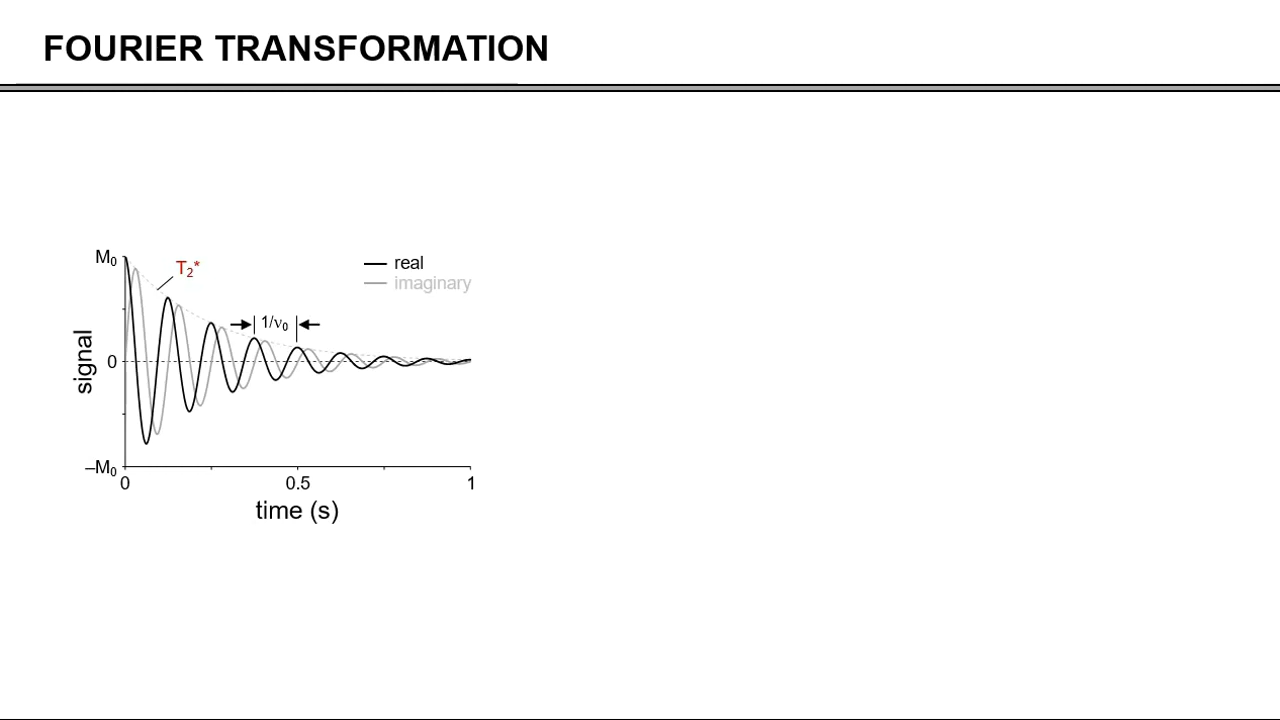 FOURIER TRANSFORMATION
M₀
T₂*
real
imaginary
1/ν₀
signal
0
–M₀
0
0.5
1
time (s)